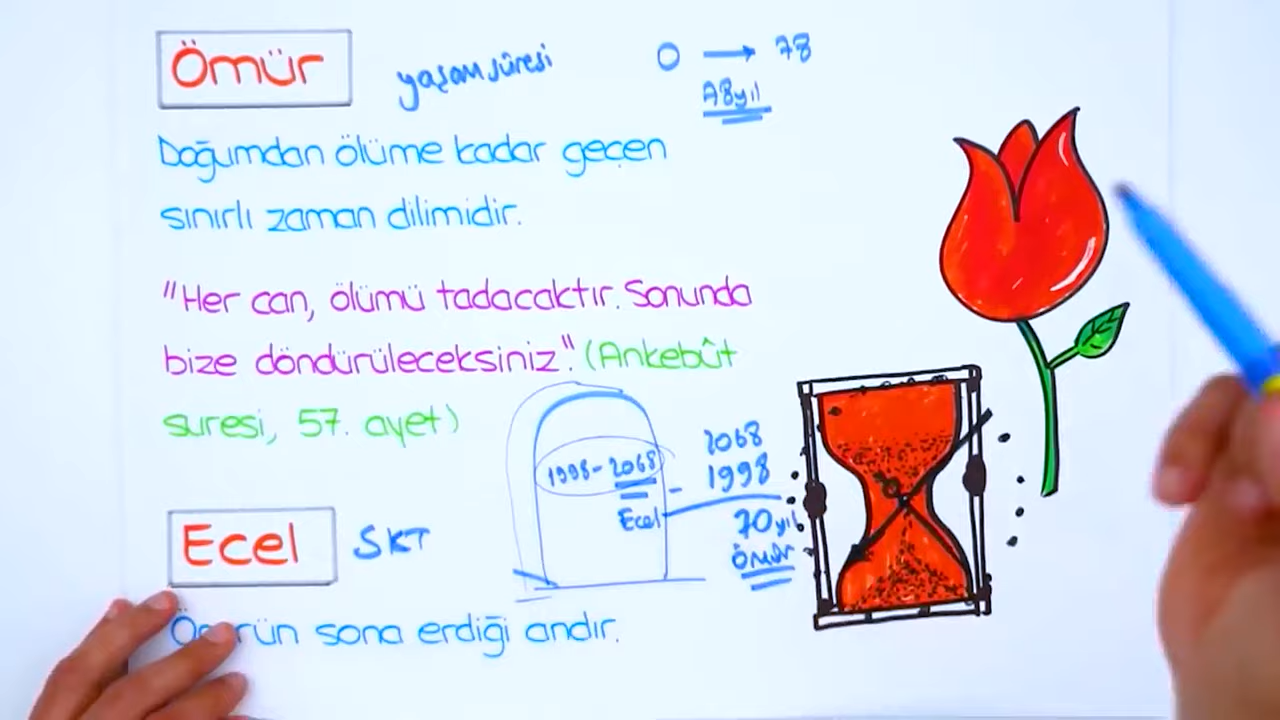 Ömür
yaşam süresi
0 → 78
78 yıl
Doğumdan ölüme kadar geçen
sınırlı zaman dilimidir.
"Her can, ölümü tadacaktır. Sonunda
bize döndürüleceksiniz". (Ankebût
suresi, 57. ayet)
1998-2068
Ecel
2068
- 1998
70 yıl
Ömür
Ecel
SKT
Ömürün sona erdiği andır.